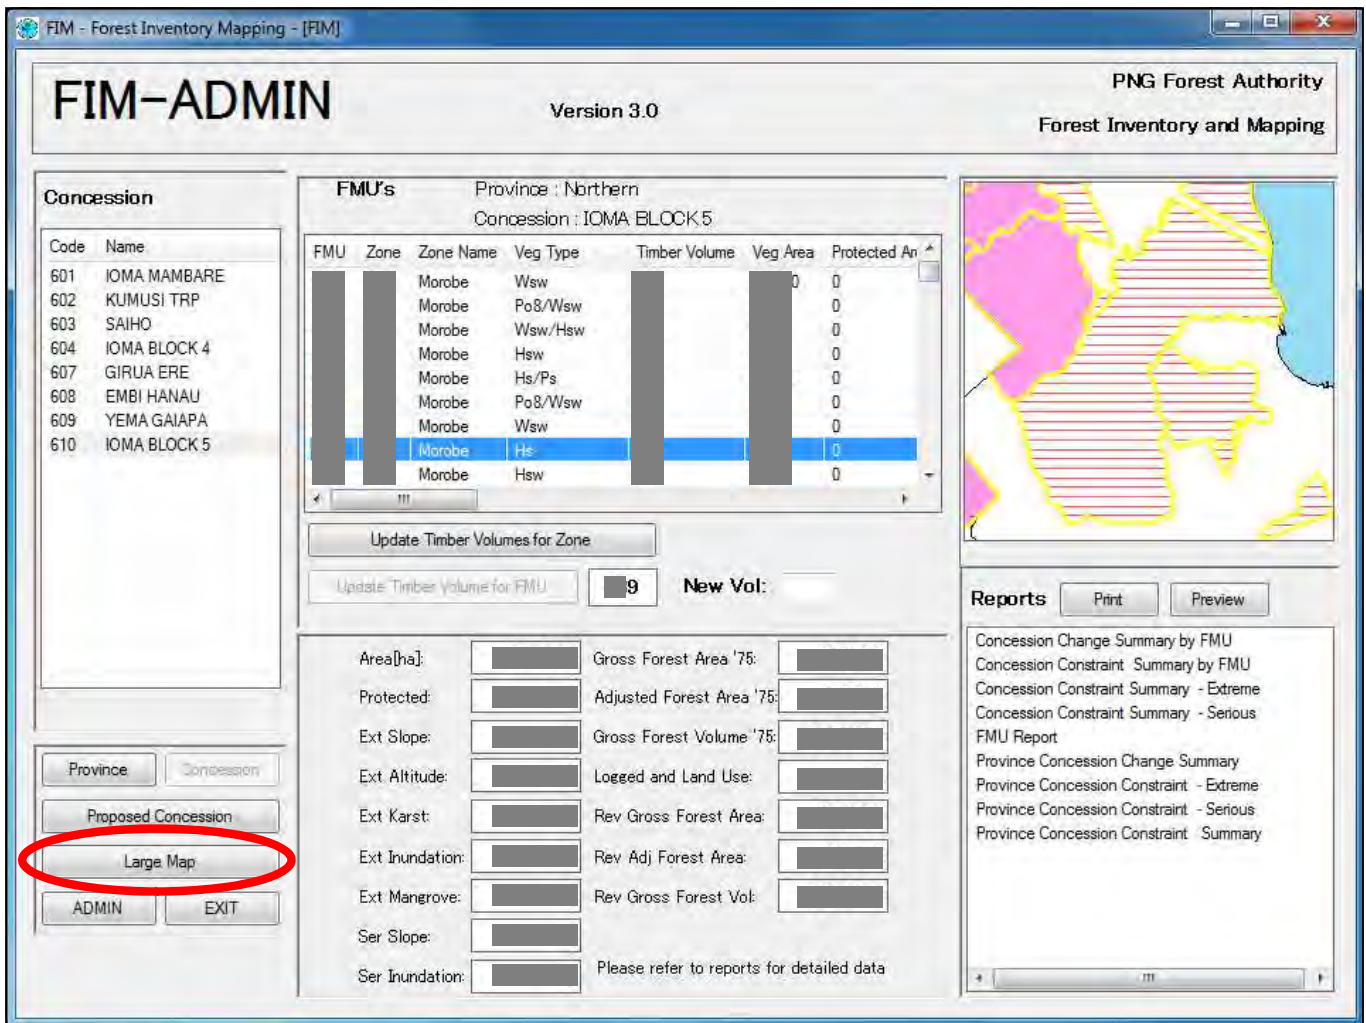 FIM - Forest Inventory Mapping - [FIM]
FIM-ADMIN
Version 3.0
PNG Forest Authority
Forest Inventory and Mapping
Concession
Code Name
601 IOMA MAMBARE
602 KUMUSI TRP
603 SAIHO
604 IOMA BLOCK 4
607 GIRUA ERE
608 EMBI HANAU
609 YEMA GAIAPA
610 IOMA BLOCK 5
Province Concession
Proposed Concession
Large Map
ADMIN EXIT
FMU's Province : Northern
Concession : IOMA BLOCK 5
FMU Zone Zone Name Veg Type Timber Volume Veg Area Protected An
Morobe Wsw 0 0
Morobe Po8/Wsw 0
Morobe Wsw/Hsw 0
Morobe Hsw 0
Morobe Hs/Ps 0
Morobe Po8/Wsw 0
Morobe Wsw 0
Morobe Hs 0
Morobe Hsw 0
Update Timber Volumes for Zone
Update Timber Volume for FMU 9 New Vol:
Area[ha]: Gross Forest Area '75:
Protected: Adjusted Forest Area '75:
Ext Slope: Gross Forest Volume '75:
Ext Altitude: Logged and Land Use:
Ext Karst: Rev Gross Forest Area:
Ext Inundation: Rev Adj Forest Area:
Ext Mangrove: Rev Gross Forest Vol:
Ser Slope:
Ser Inundation: Please refer to reports for detailed data
Reports Print Preview
Concession Change Summary by FMU
Concession Constraint Summary by FMU
Concession Constraint Summary - Extreme
Concession Constraint Summary - Serious
FMU Report
Province Concession Change Summary
Province Concession Constraint - Extreme
Province Concession Constraint - Serious
Province Concession Constraint Summary